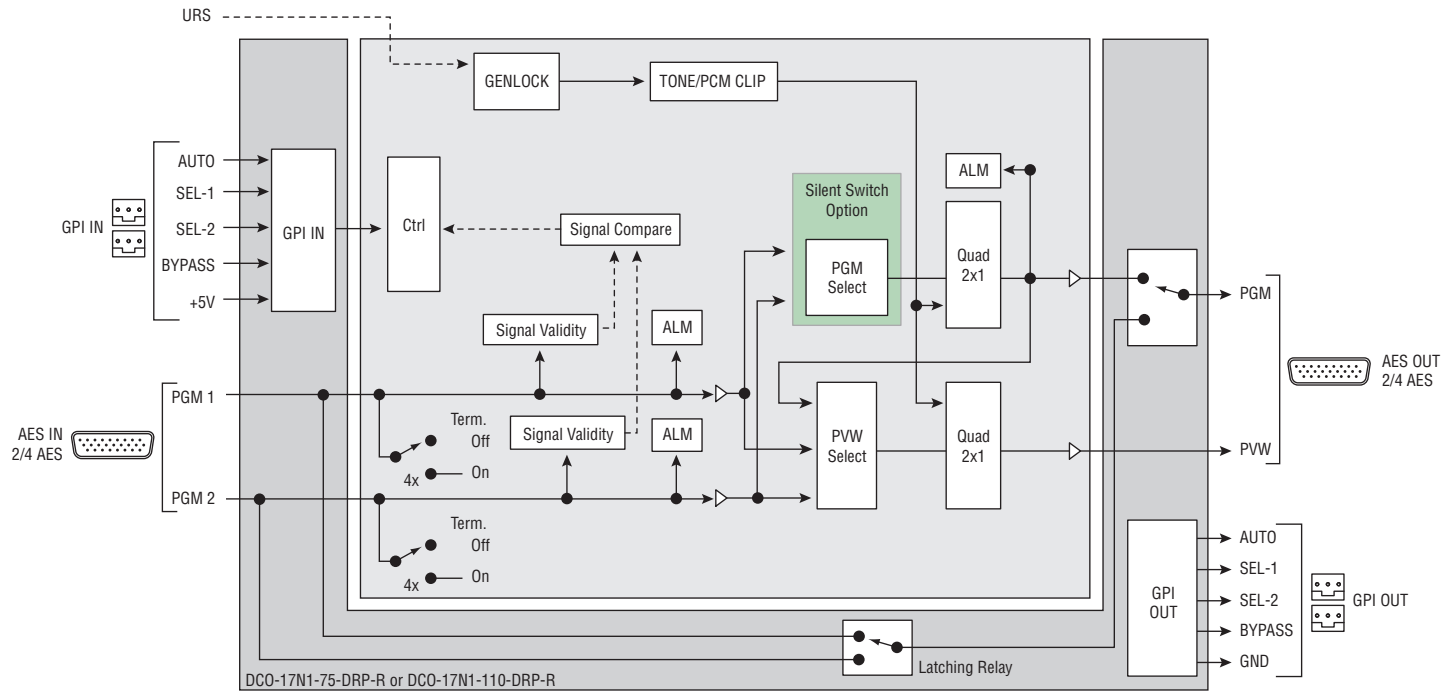 URS
GENLOCK
TONE/PCM CLIP
AUTO
SEL-1
SEL-2
BYPASS
+5V
GPI IN
GPI IN
Ctrl
Signal Compare
Silent Switch
Option
PGM
Select
ALM
Quad
2x1
Signal Validity
ALM
PGM 1
PGM
AES OUT
2/4 AES
AES IN
2/4 AES
Term.
Off
4x
On
Signal Validity
ALM
PVW
Select
Quad
2x1
PVW
PGM 2
Term.
Off
4x
On
GPI
OUT
AUTO
SEL-1
SEL-2
BYPASS
GND
GPI OUT
Latching Relay
DCO-17N1-75-DRP-R or DCO-17N1-110-DRP-R